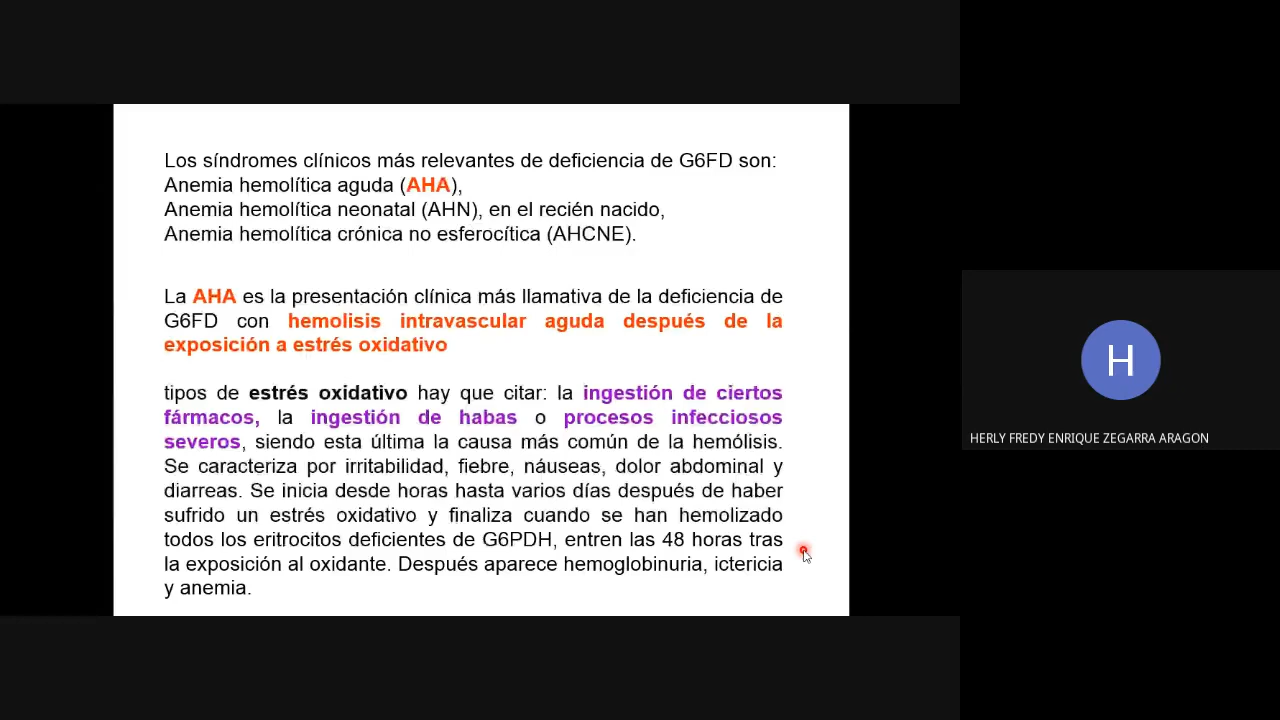 Los síndromes clínicos más relevantes de deficiencia de G6FD son:
Anemia hemolítica aguda (AHA),
Anemia hemolítica neonatal (AHN), en el recién nacido,
Anemia hemolítica crónica no esferocítica (AHCNE).
La AHA es la presentación clínica más llamativa de la deficiencia de
G6FD con hemolisis intravascular aguda después de la
exposición a estrés oxidativo
tipos de estrés oxidativo hay que citar: la ingestión de ciertos
fármacos, la ingestión de habas o procesos infecciosos
severos, siendo esta última la causa más común de la hemólisis.
Se caracteriza por irritabilidad, fiebre, náuseas, dolor abdominal y
diarreas. Se inicia desde horas hasta varios días después de haber
sufrido un estrés oxidativo y finaliza cuando se han hemolizado
todos los eritrocitos deficientes de G6PDH, entren las 48 horas tras
la exposición al oxidante. Después aparece hemoglobinuria, ictericia
y anemia.
H
HERLY FREDY ENRIQUE ZEGARRA ARAGON